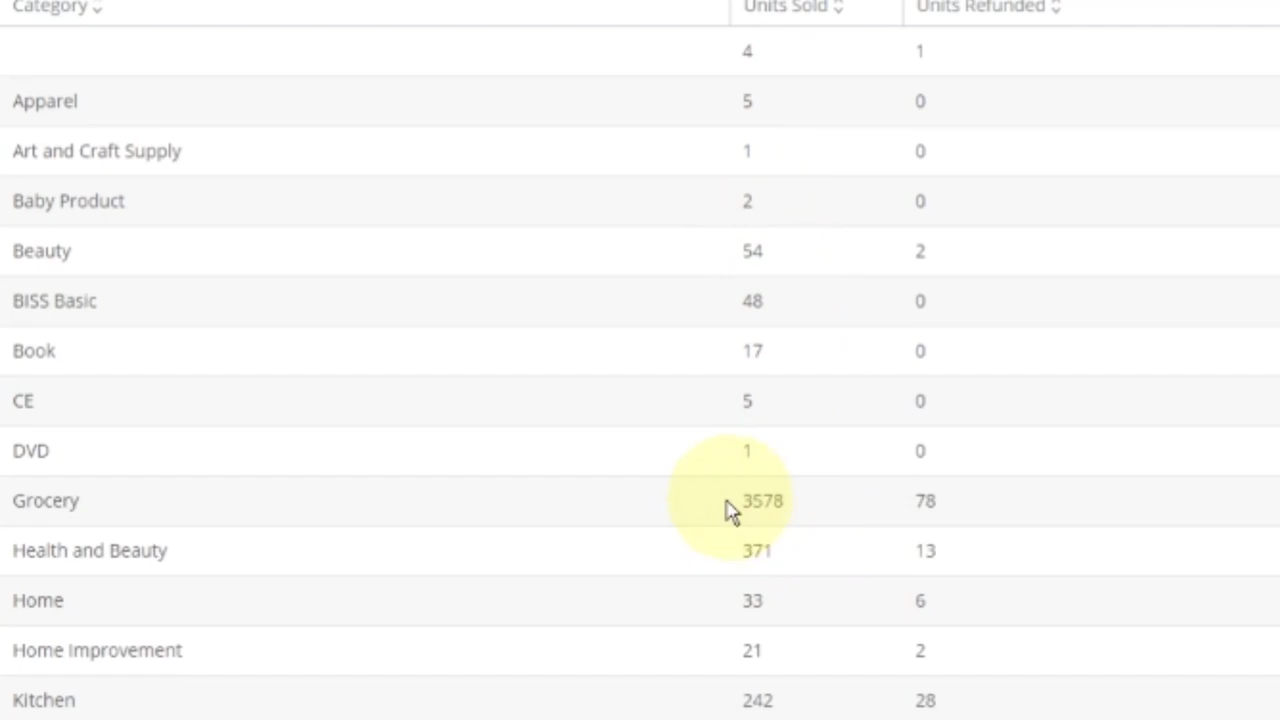 Category Units Sold Units Refunded
4 1
Apparel 5 0
Art and Craft Supply 1 0
Baby Product 2 0
Beauty 54 2
BISS Basic 48 0
Book 17 0
CE 5 0
DVD 1 0
Grocery 3578 78
Health and Beauty 371 13
Home 33 6
Home Improvement 21 2
Kitchen 242 28